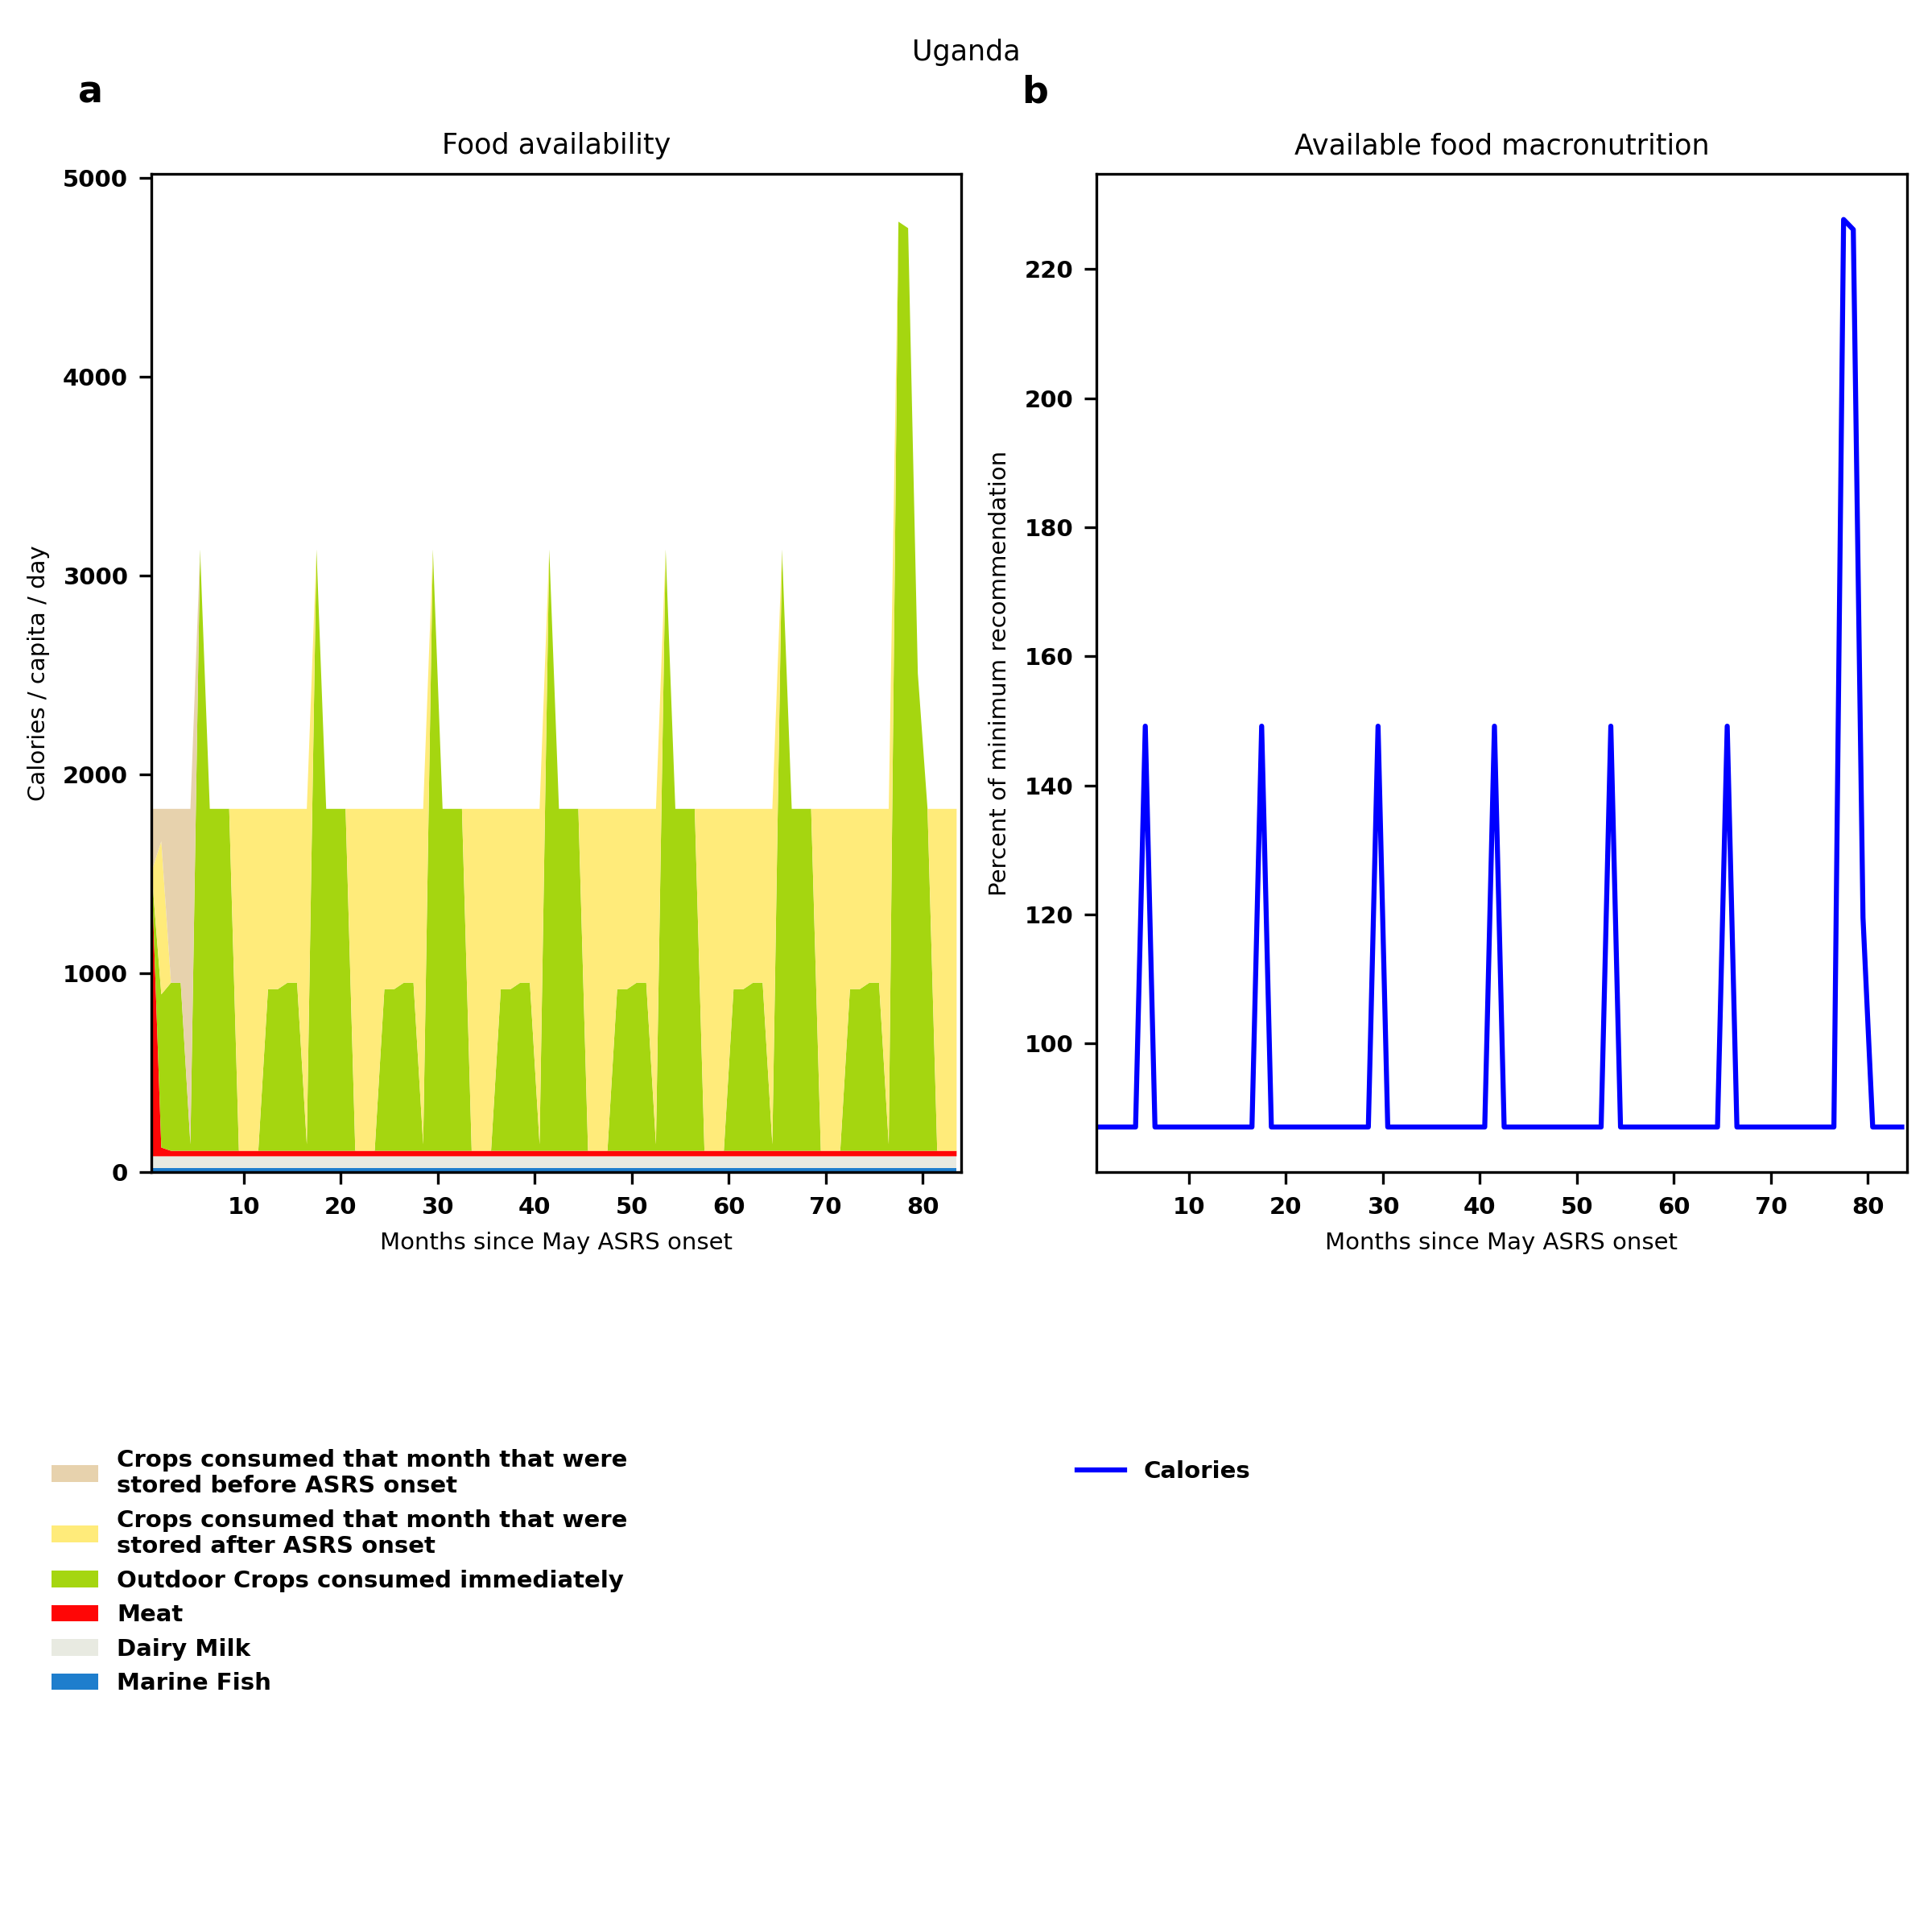 Uganda
a
Food availability
5000
4000
3000
2000
1000
0
Calories / capita / day
10 20 30 40 50 60 70 80
Months since May ASRS onset
Crops consumed that month that were
stored before ASRS onset
Crops consumed that month that were
stored after ASRS onset
Outdoor Crops consumed immediately
Meat
Dairy Milk
Marine Fish
b
Available food macronutrition
220
200
180
160
140
120
100
Percent of minimum recommendation
10 20 30 40 50 60 70 80
Months since May ASRS onset
Calories